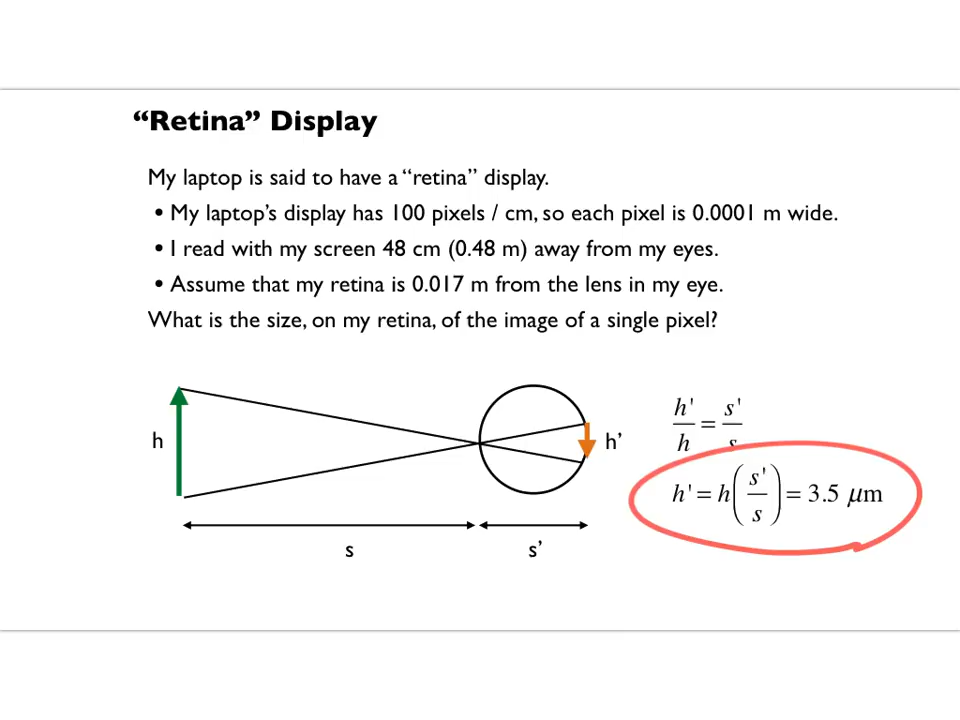 “Retina” Display
My laptop is said to have a “retina” display.
• My laptop’s display has 100 pixels / cm, so each pixel is 0.0001 m wide.
• I read with my screen 48 cm (0.48 m) away from my eyes.
• Assume that my retina is 0.017 m from the lens in my eye.
What is the size, on my retina, of the image of a single pixel?
h
h’
s
s’
h'/h = s'/s
h' = h(s'/s) = 3.5 μm